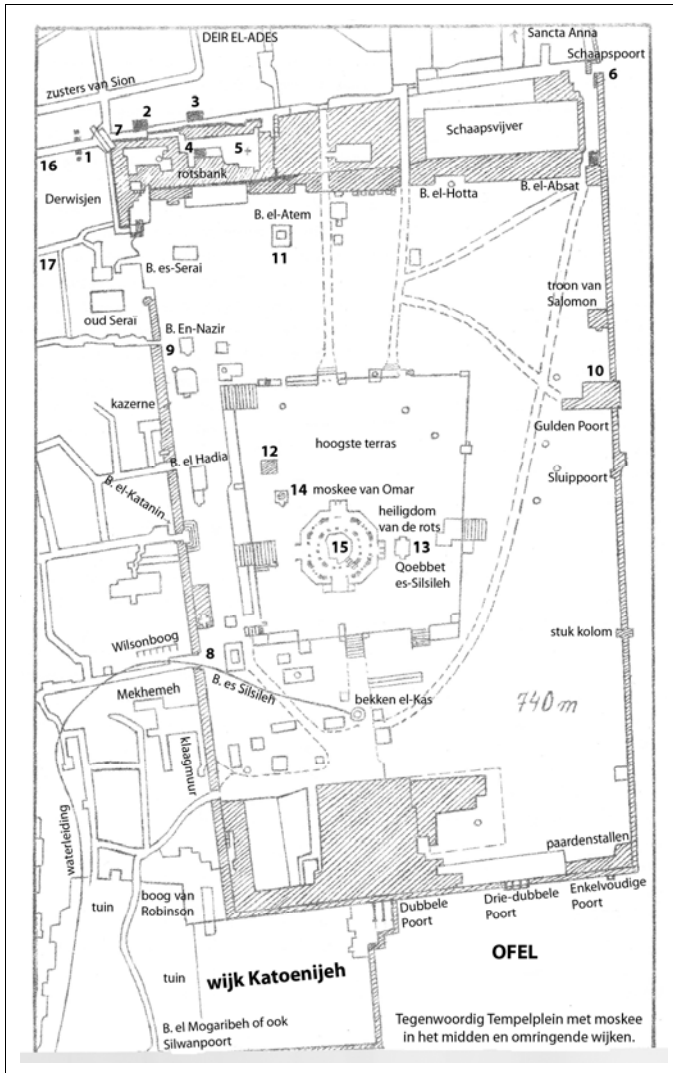 DEIR EL-ADES
Sancta Anna
Schaapspoort
zusters van Sion
6
3
2
7
Schaapsvijver
4
5
1
16
rotsbank
Derwisjen
B. el-Hotta
B. el-Absat
B. el-Atem
11
17
B. es-Seraï
troon van
Salomon
oud Seraï
B. En-Nazir
9
10
kazerne
Gulden Poort
hoogste terras
12
B. el Hadia
Sluippoort
B. el-Katanin
14
moskee van Omar
heiligdom
van de rots
15
13
Qoebbet
es-Silsileh
stuk kolom
Wilsonboog
8
B. es Silsileh
Mekhemeh
bekken el-Kas
740 m
klaagmuur
waterleiding
paardenstallen
tuin
boog van
Robinson
Dubbele
Poort
Drie-dubbele
Poort
Enkelvoudige
Poort
OFEL
tuin
wijk Katoenijeh
B. el Mogaribeh of ook
Silwanpoort
Tegenwoordig Tempelplein met moskee
in het midden en omringende wijken.